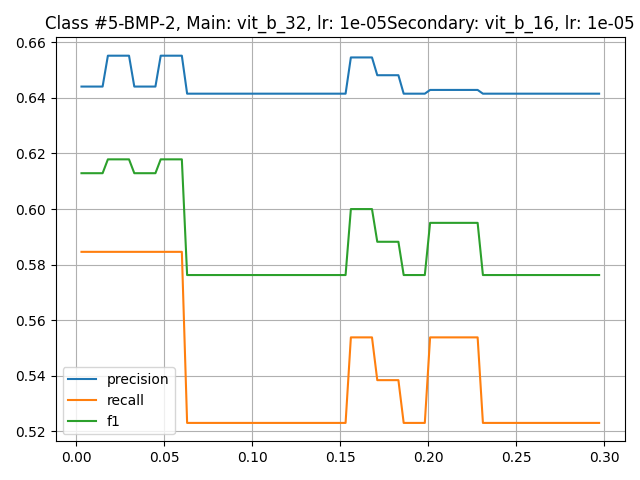 Class #5-BMP-2, Main: vit_b_32, lr: 1e-05Secondary: vit_b_16, lr: 1e-05
0.66
0.64
0.62
0.60
0.58
0.56
0.54
0.52
precision
recall
f1
0.00 0.05 0.10 0.15 0.20 0.25 0.30